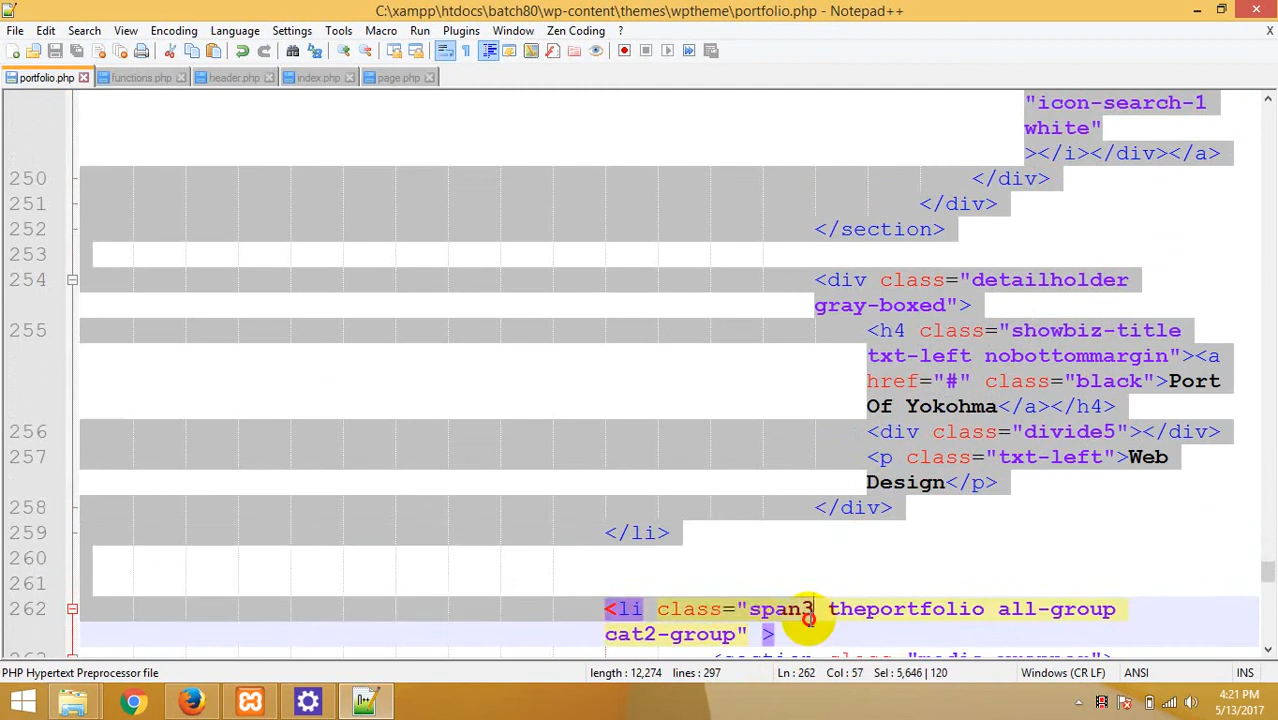 C:\xampp\htdocs\batch80\wp-content\themes\wptheme\portfolio.php - Notepad++
File Edit Search View Encoding Language Settings Tools Macro Run Plugins Window Zen Coding ? X
portfolio.php functions.php header.php index.php page.php
"icon-search-1
white"
></i></div></a>
250 </div>
251 </div>
252 </section>
253
254 <div class="detailholder
gray-boxed">
255 <h4 class="showbiz-title
txt-left nobottommargin"><a
href="#" class="black">Port
Of Yokohma</a></h4>
256 <div class="divide5"></div>
257 <p class="txt-left">Web
Design</p>
258 </div>
259 </li>
260
261
262 <li class="span3 theportfolio all-group
cat2-group" >
PHP Hypertext Preprocessor file length : 12,274 lines : 297 Ln : 262 Col : 57 Sel : 5,646 | 120 Windows (CR LF) ANSI INS
4:21 PM
5/13/2017